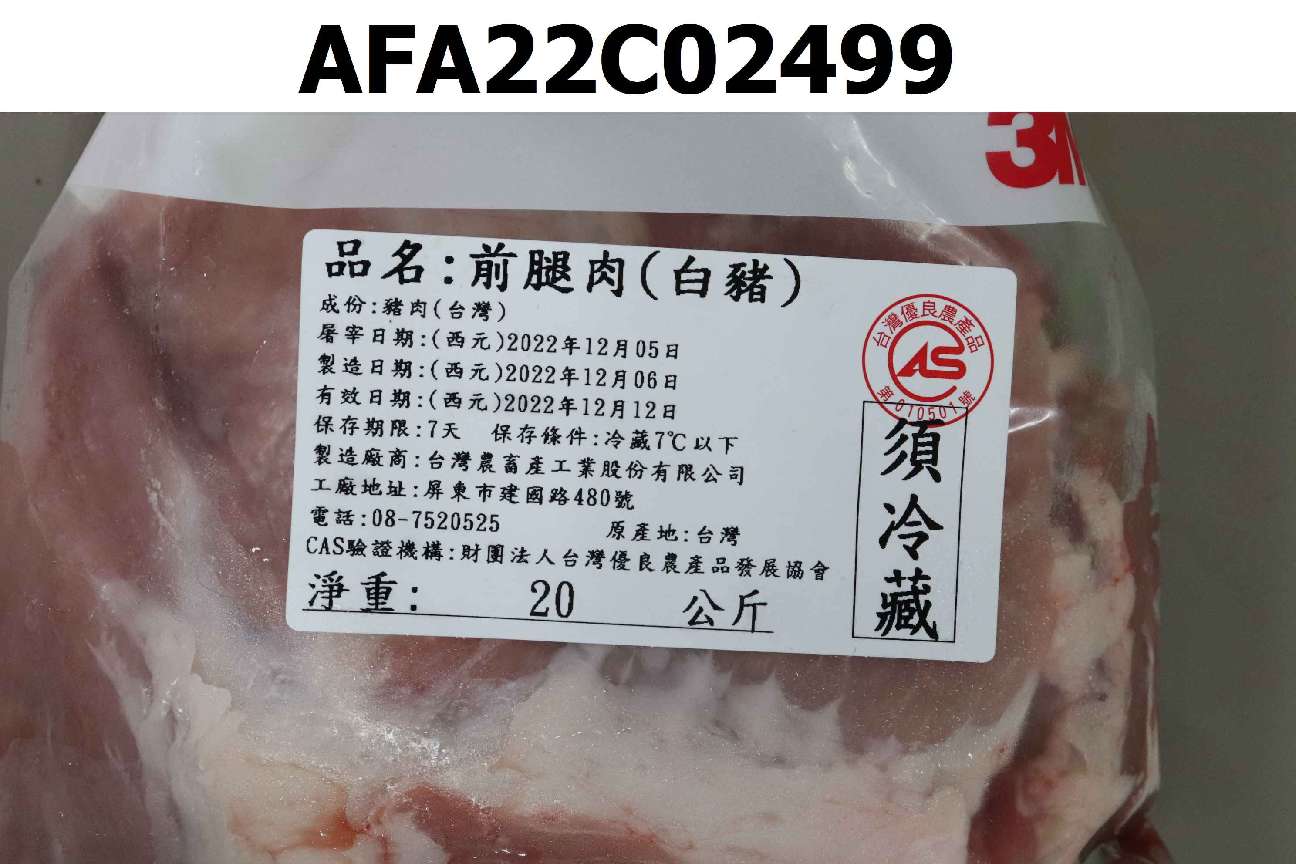 AFA22C02499
3M
品名:前腿肉(白豬)
成份:豬肉(台灣)
屠宰日期:(西元)2022年12月05日
製造日期:(西元)2022年12月06日
有效日期:(西元)2022年12月12日
保存期限:7天 保存條件:冷藏7℃以下
製造廠商:台灣農畜產工業股份有限公司
工廠地址:屏東市建國路480號
電話:08-7520525 原產地:台灣
CAS驗證機構:財團法人台灣優良農產品發展協會
淨重: 20 公斤
台灣優良農產品
CAS
第010501號
須冷藏